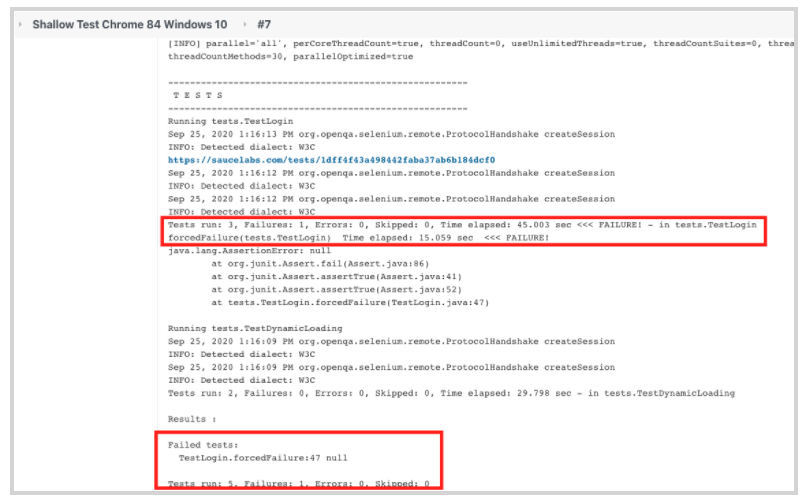 Shallow Test Chrome 84 Windows 10 #7
[INFO] parallel='all', perCoreThreadCount=true, threadCount=0, useUnlimitedThreads=true, threadCountSuites=0, threa
threadCountMethods=30, parallelOptimized=true
-------------------------------------------------------
T E S T S
-------------------------------------------------------
Running tests.TestLogin
Sep 25, 2020 1:16:13 PM org.openqa.selenium.remote.ProtocolHandshake createSession
INFO: Detected dialect: W3C
https://saucelabs.com/tests/1dff4f43a498442faba37ab6b184dcf0
Sep 25, 2020 1:16:12 PM org.openqa.selenium.remote.ProtocolHandshake createSession
INFO: Detected dialect: W3C
Sep 25, 2020 1:16:12 PM org.openqa.selenium.remote.ProtocolHandshake createSession
INFO: Detected dialect: W3C
Tests run: 3, Failures: 1, Errors: 0, Skipped: 0, Time elapsed: 45.003 sec <<< FAILURE! - in tests.TestLogin
forcedFailure(tests.TestLogin)  Time elapsed: 15.059 sec  <<< FAILURE!
java.lang.AssertionError: null
at org.junit.Assert.fail(Assert.java:86)
at org.junit.Assert.assertTrue(Assert.java:41)
at org.junit.Assert.assertTrue(Assert.java:52)
at tests.TestLogin.forcedFailure(TestLogin.java:47)
Running tests.TestDynamicLoading
Sep 25, 2020 1:16:09 PM org.openqa.selenium.remote.ProtocolHandshake createSession
INFO: Detected dialect: W3C
Sep 25, 2020 1:16:09 PM org.openqa.selenium.remote.ProtocolHandshake createSession
INFO: Detected dialect: W3C
Tests run: 2, Failures: 0, Errors: 0, Skipped: 0, Time elapsed: 29.798 sec - in tests.TestDynamicLoading
Results :
Failed tests:
TestLogin.forcedFailure:47 null
Tests run: 5, Failures: 1, Errors: 0, Skipped: 0